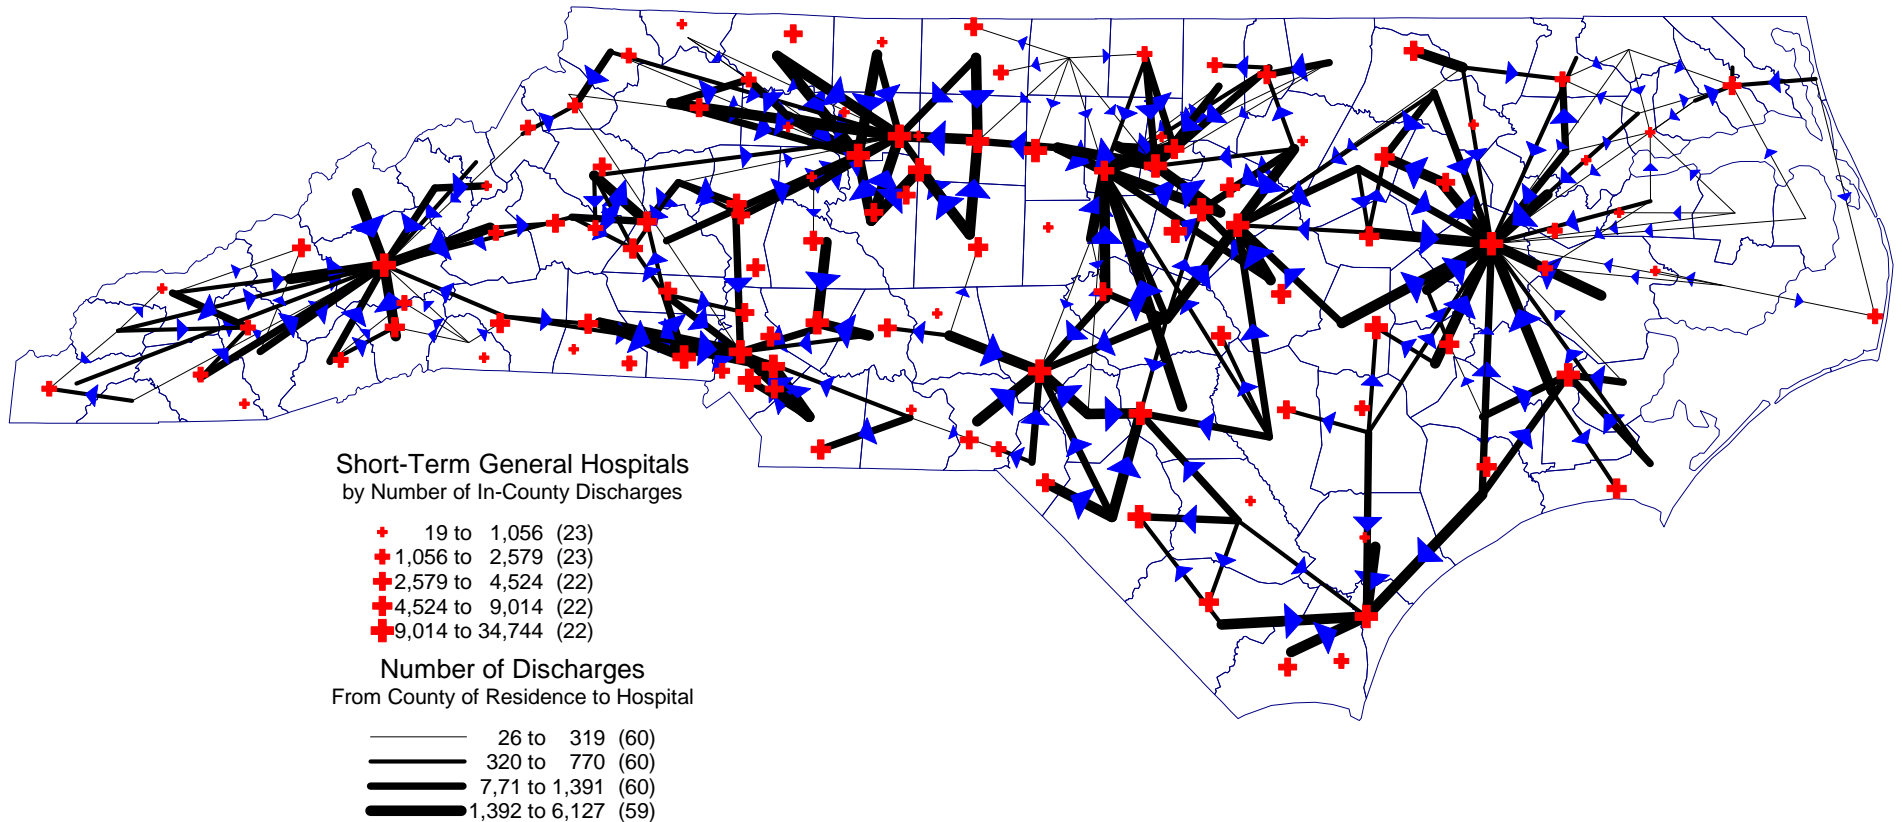 Short-Term General Hospitals
by Number of In-County Discharges
19 to 1,056 (23)
1,056 to 2,579 (23)
2,579 to 4,524 (22)
4,524 to 9,014 (22)
9,014 to 34,744 (22)
Number of Discharges
From County of Residence to Hospital
26 to 319 (60)
320 to 770 (60)
7,71 to 1,391 (60)
1,392 to 6,127 (59)